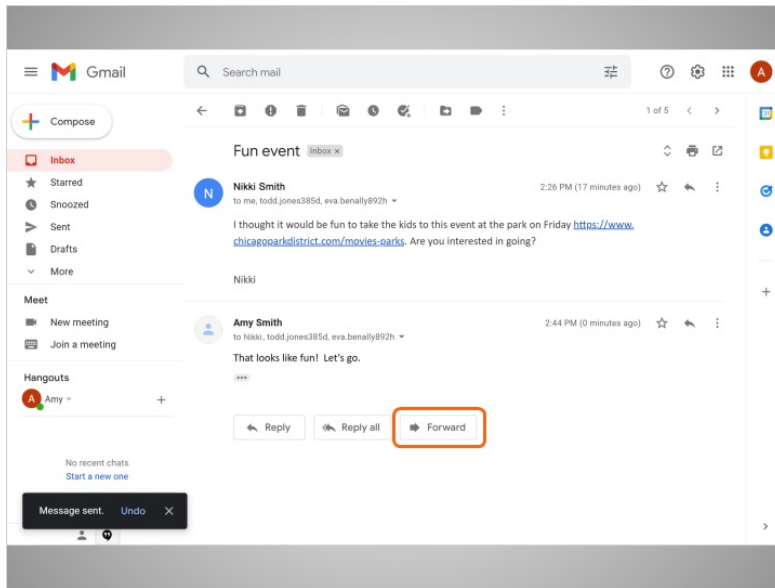 Gmail
Search mail
A
Compose
1 of 5
Inbox
Starred
Snoozed
Sent
Drafts
More
Meet
New meeting
Join a meeting
Hangouts
A Amy
No recent chats
Start a new one
Message sent. Undo
Fun event Inbox ×
N
Nikki Smith
2:26 PM (17 minutes ago)
to me, todd.jones385d, eva.benally892h
I thought it would be fun to take the kids to this event at the park on Friday https://www.
chicagoparkdistrict.com/movies-parks. Are you interested in going?
Nikki
Amy Smith
2:44 PM (0 minutes ago)
to Nikki, todd.jones385d, eva.benally892h
That looks like fun! Let's go.
Reply
Reply all
Forward
31